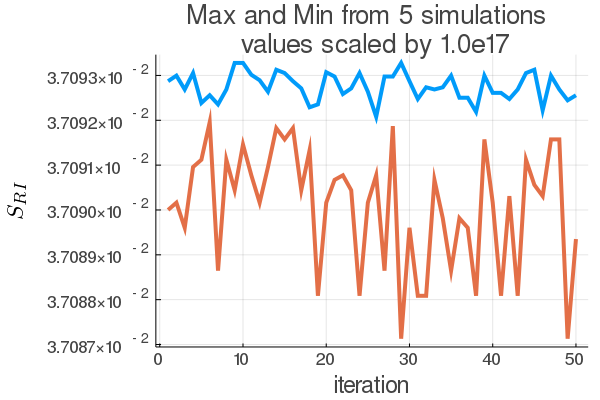 Max and Min from 5 simulations
values scaled by 1.0e17
3.7093×10⁻²
3.7092×10⁻²
3.7091×10⁻²
3.7090×10⁻²
3.7089×10⁻²
3.7088×10⁻²
3.7087×10⁻²
S_{RI}
0 10 20 30 40 50
iteration